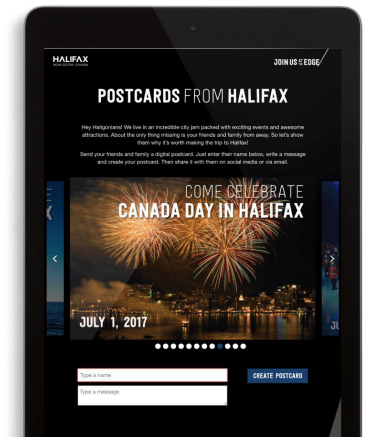 HALIFAX
NOVA SCOTIA · CANADA
JOIN US AT THE EDGE
POSTCARDS FROM HALIFAX
Hey Haligonians! We live in an incredible city jam packed with exciting events and awesome
attractions. About the only thing missing is your friends and family from away. So let's show
them why it's worth making the trip to Halifax!
Send your friends and family a digital postcard. Just enter their name below, write a message
and create your postcard. Then share it with them on social media or via email.
COME CELEBRATE
CANADA DAY IN HALIFAX
JULY 1, 2017
Type a name
CREATE POSTCARD
Type a message